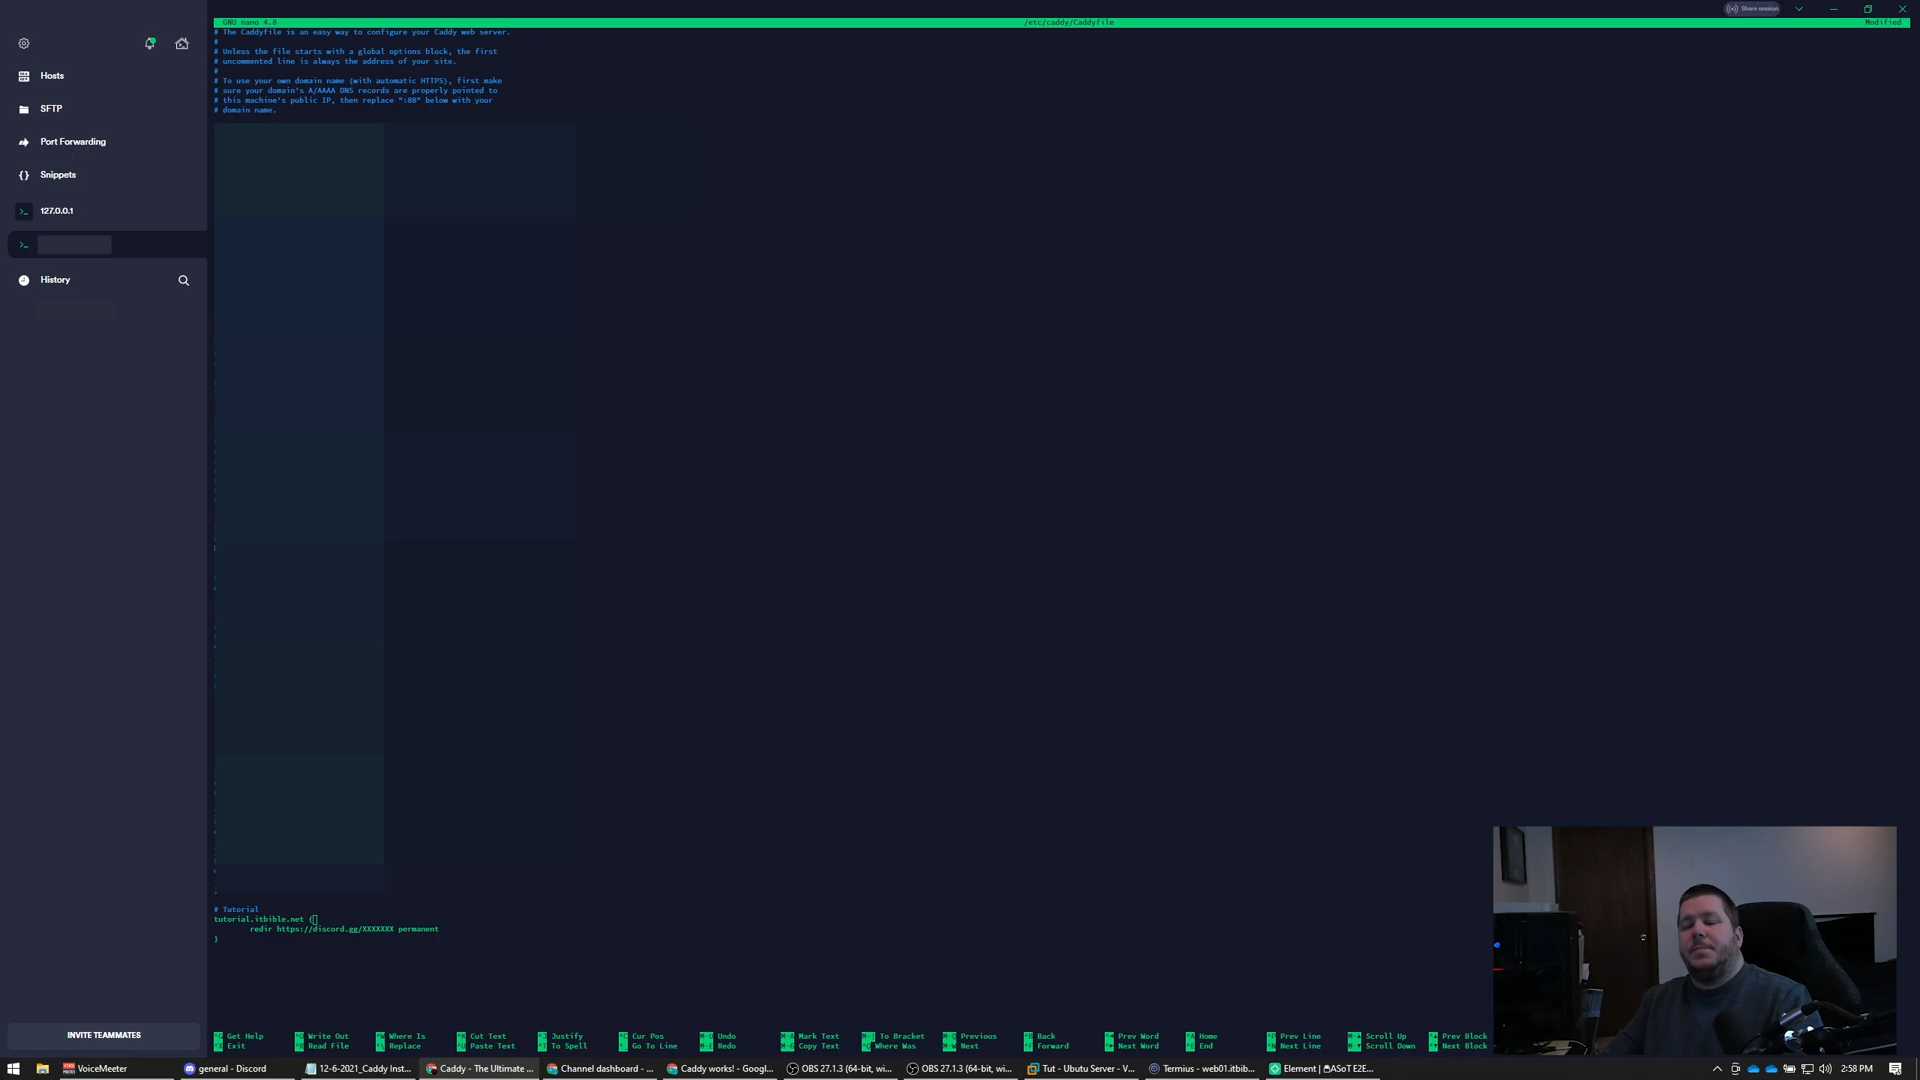 Share session
GNU nano 4.8 /etc/caddy/Caddyfile Modified
# The Caddyfile is an easy way to configure your Caddy web server.
#
# Unless the file starts with a global options block, the first
# uncommented line is always the address of your site.
#
# To use your own domain name (with automatic HTTPS), first make
# sure your domain's A/AAAA DNS records are properly pointed to
# this machine's public IP, then replace ":80" below with your
# domain name.
Hosts
SFTP
Port Forwarding
Snippets
127.0.0.1
History
# Tutorial
tutorial.itbible.net {
redir https://discord.gg/XXXXXXX permanent
}
INVITE TEAMMATES
Get Help Write Out Where Is Cut Text Justify Cur Pos Undo Mark Text To Bracket Previous Back Prev Word Home Prev Line Scroll Up Prev Block
Exit Read File Replace Paste Text To Spell Go To Line Redo Copy Text Where Was Next Forward Next Word End Next Line Scroll Down Next Block
VoiceMeeter general - Discord 12-6-2021_Caddy Inst... Caddy - The Ultimate ... Channel dashboard - ... Caddy works! - Googl... OBS 27.1.3 (64-bit, wi... OBS 27.1.3 (64-bit, wi... Tut - Ubutu Server - V... Termius - web01.itbib... Element | ASoT E2E... 2:58 PM